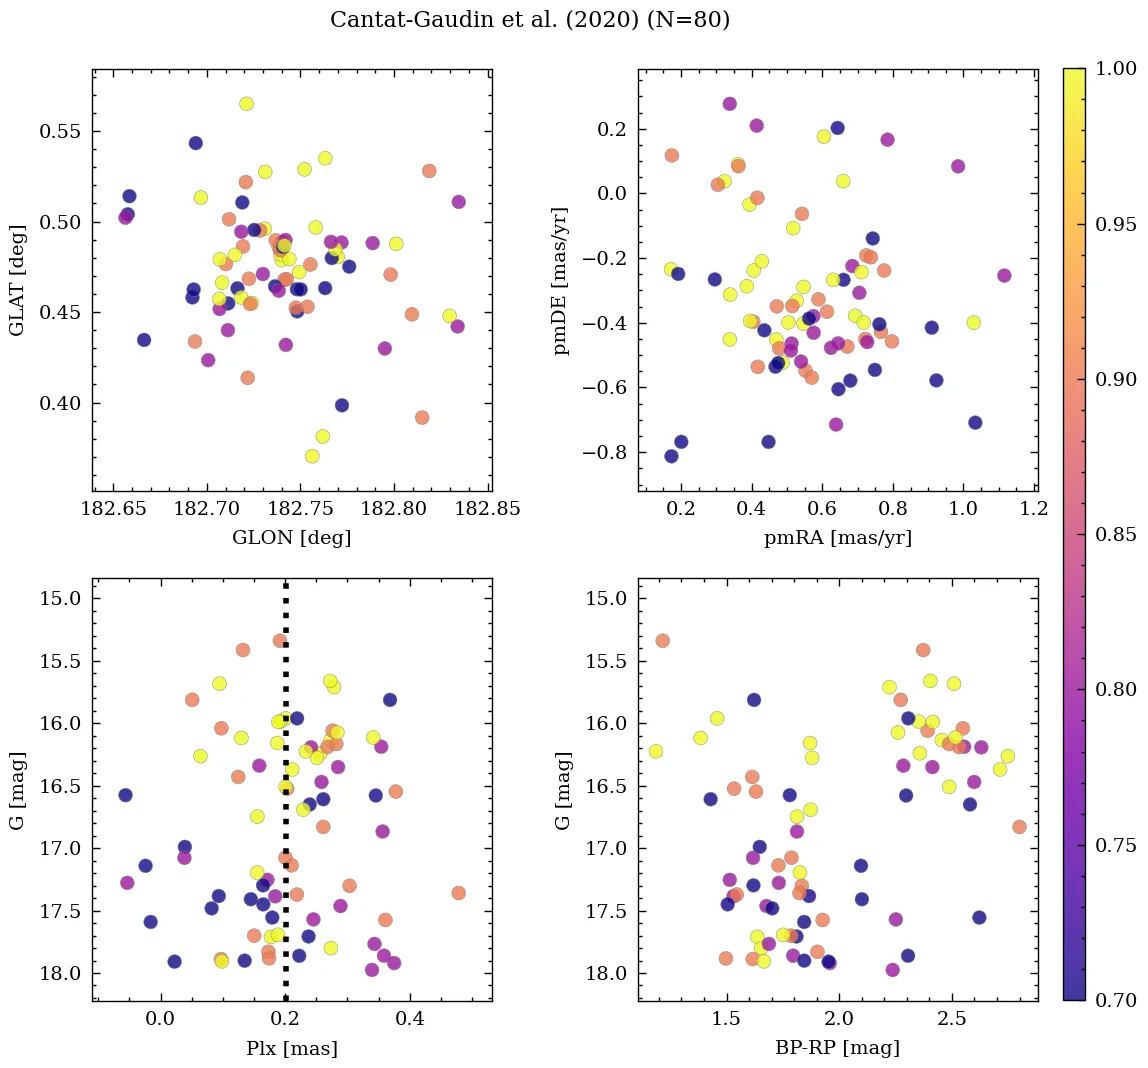 Cantat-Gaudin et al. (2020) (N=80)
0.55
0.50
0.45
0.40
GLAT [deg]
182.65 182.70 182.75 182.80 182.85
GLON [deg]
0.2
0.0
−0.2
−0.4
−0.6
−0.8
pmDE [mas/yr]
0.2 0.4 0.6 0.8 1.0 1.2
pmRA [mas/yr]
1.00
0.95
0.90
0.85
0.80
0.75
0.70
15.0
15.5
16.0
16.5
17.0
17.5
18.0
G [mag]
0.0 0.2 0.4
Plx [mas]
15.0
15.5
16.0
16.5
17.0
17.5
18.0
G [mag]
1.5 2.0 2.5
BP-RP [mag]